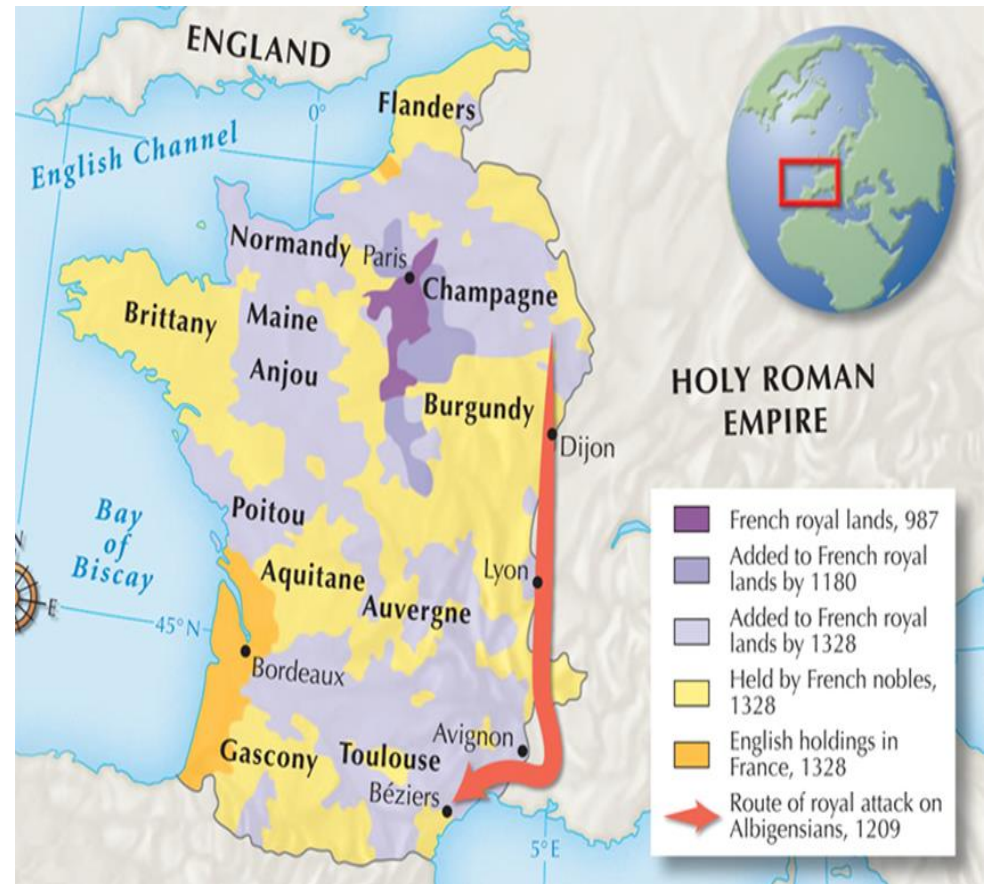 ENGLAND
Flanders
0°
English Channel
Normandy
Paris
Champagne
Brittany
Maine
Anjou
HOLY ROMAN
EMPIRE
Burgundy
Dijon
Bay
of
Biscay
Poitou
N
E
Aquitane
Lyon
Auvergne
45°N
Bordeaux
Avignon
Gascony
Toulouse
Béziers
5°E
French royal lands, 987
Added to French royal
lands by 1180
Added to French royal
lands by 1328
Held by French nobles,
1328
English holdings in
France, 1328
Route of royal attack on
Albigensians, 1209